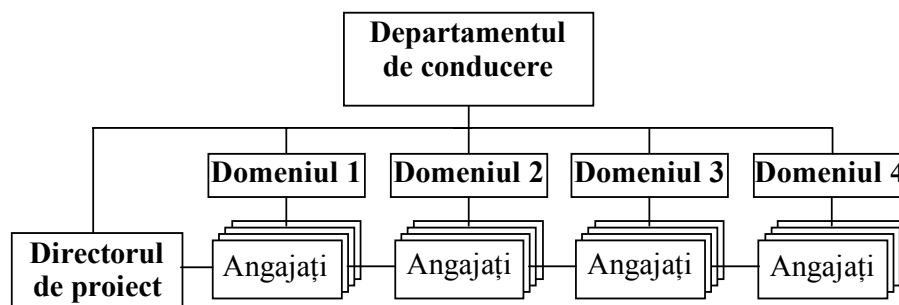 Departamentul
de conducere
Domeniul 1
Domeniul 2
Domeniul 3
Domeniul 4
Directorul
de proiect
Angajați
Angajați
Angajați
Angajați